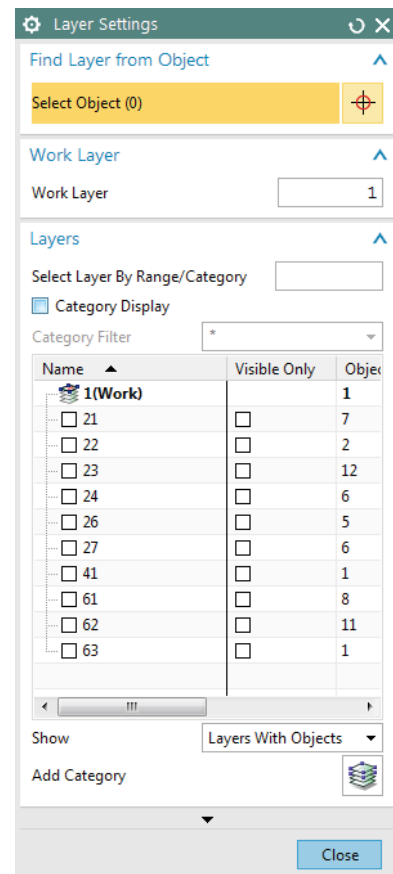 Layer Settings
Find Layer from Object
Select Object (0)
Work Layer
Work Layer 1
Layers
Select Layer By Range/Category
Category Display
Category Filter *
Name Visible Only Objec
1(Work) 1
21 7
22 2
23 12
24 6
26 5
27 6
41 1
61 8
62 11
63 1
Show Layers With Objects
Add Category
Close